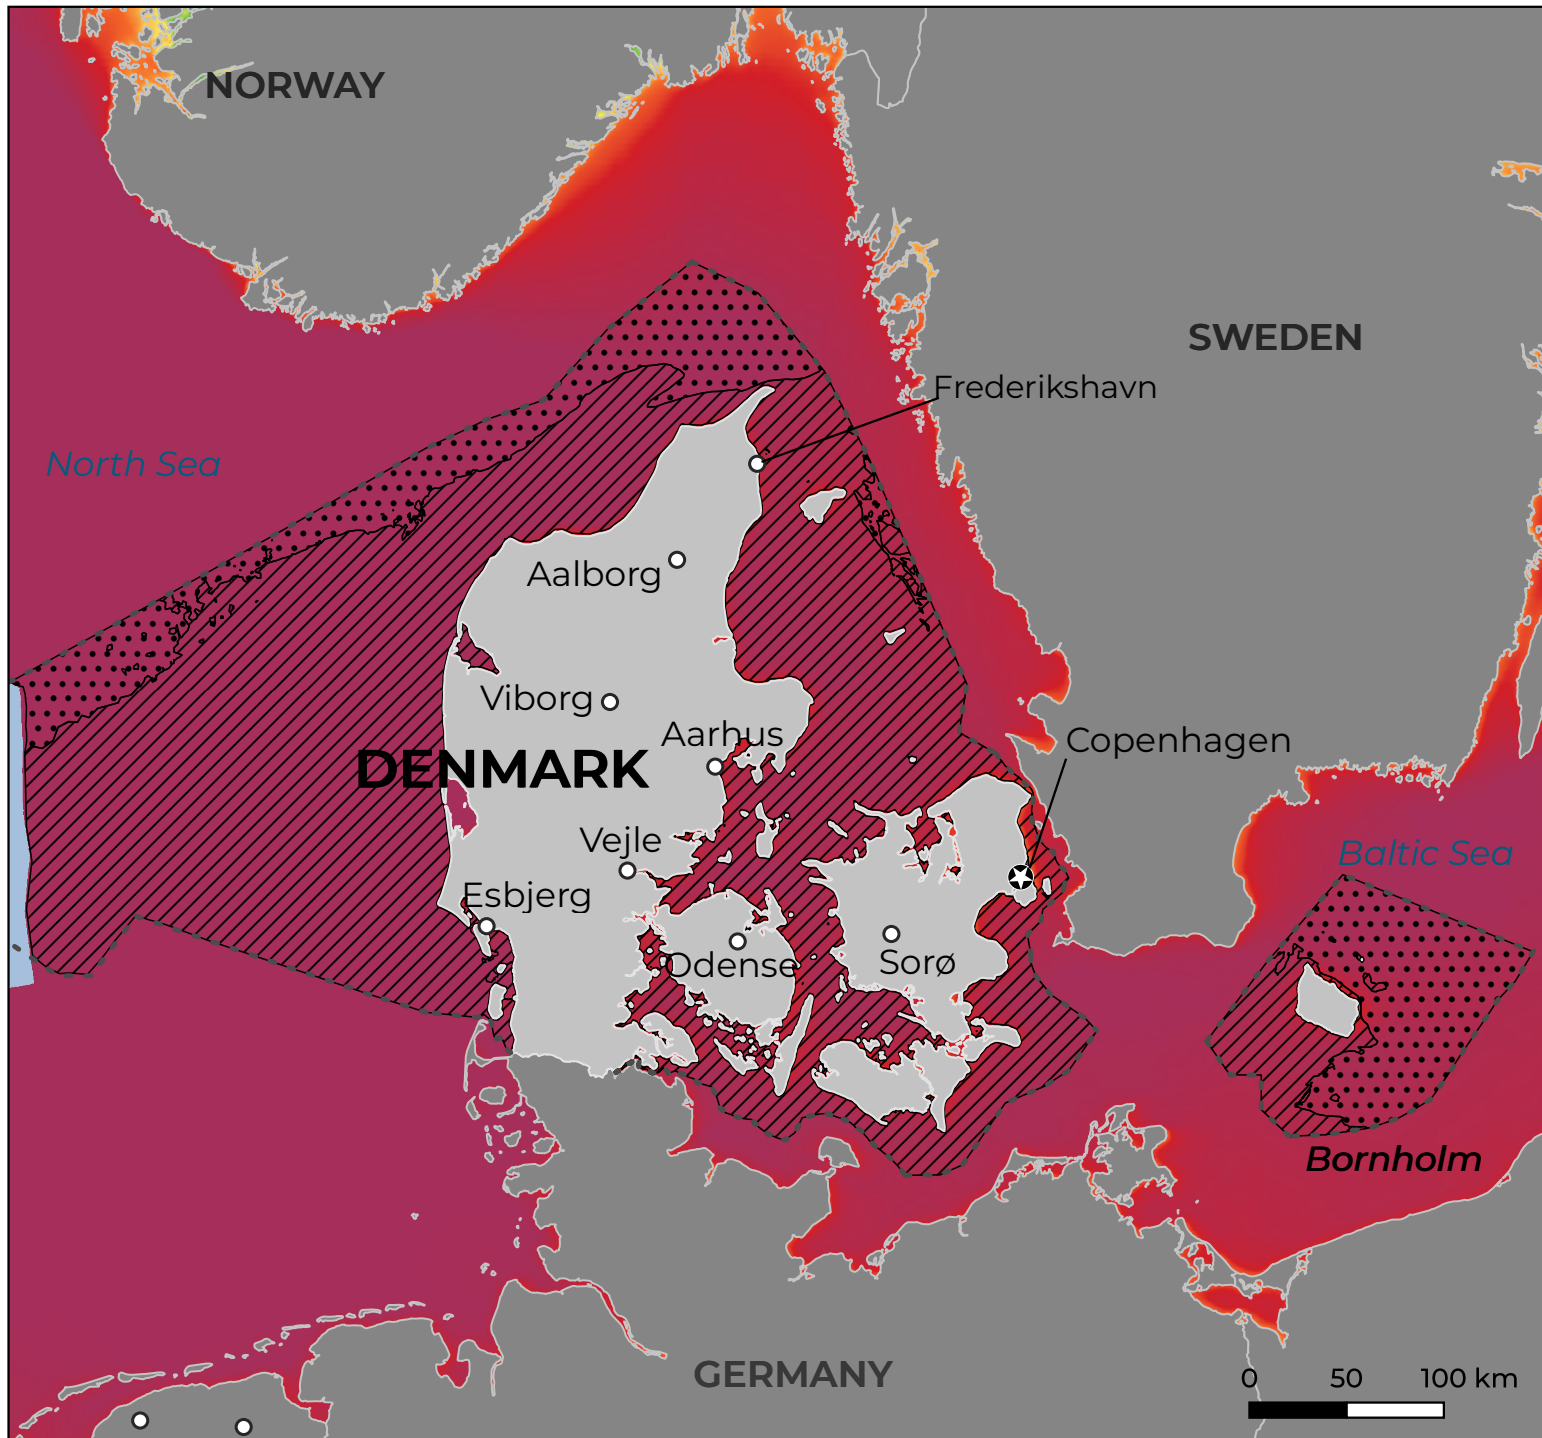 NORWAY
SWEDEN
Frederikshavn
North Sea
Aalborg
Viborg
Aarhus
Copenhagen
DENMARK
Vejle
Baltic Sea
Esbjerg
Odense
Sorø
Bornholm
GERMANY
0 50 100 km